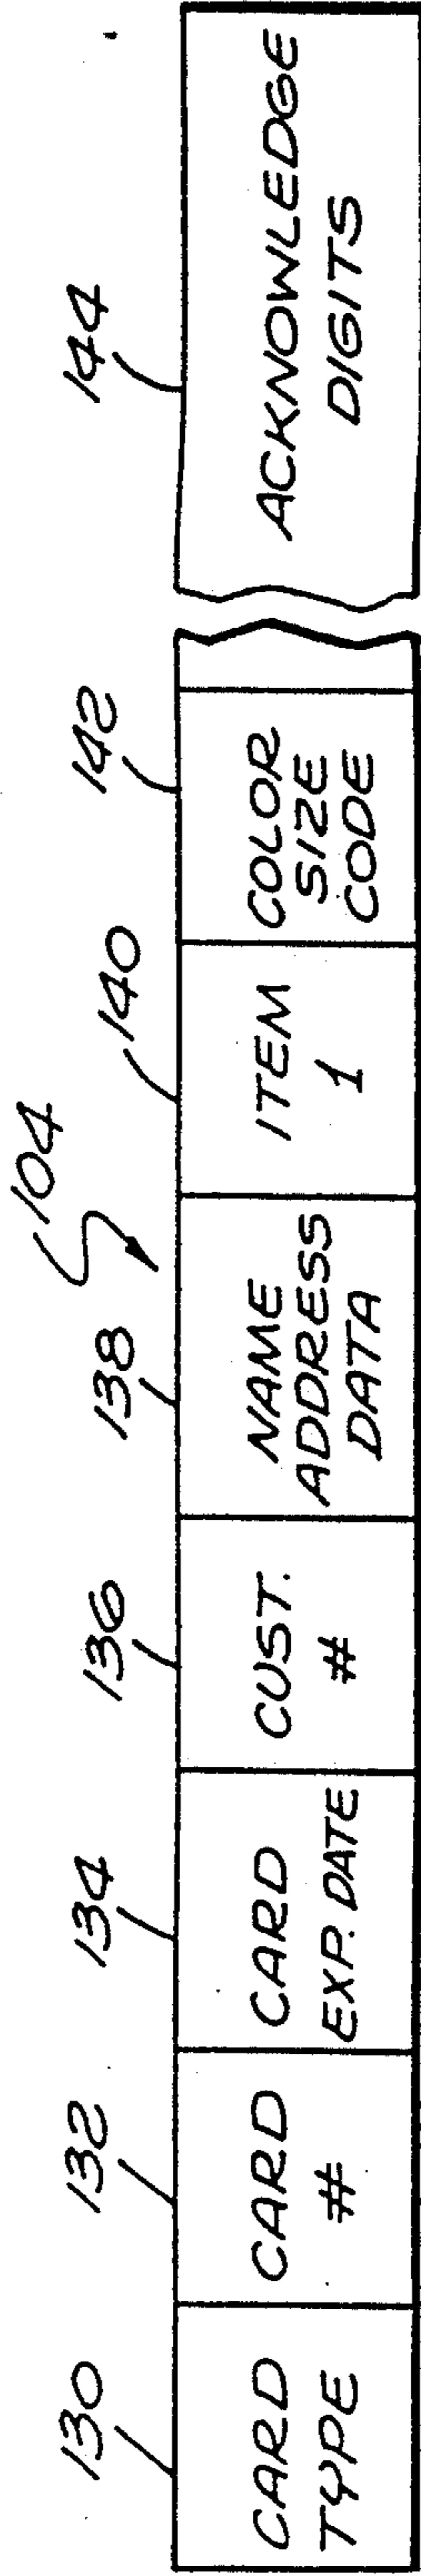 104
130 132 134 136 138 140 142 144
CARD TYPE
CARD #
CARD EXP. DATE
CUST. #
NAME ADDRESS DATA
ITEM 1
COLOR SIZE CODE
ACKNOWLEDGE DIGITS